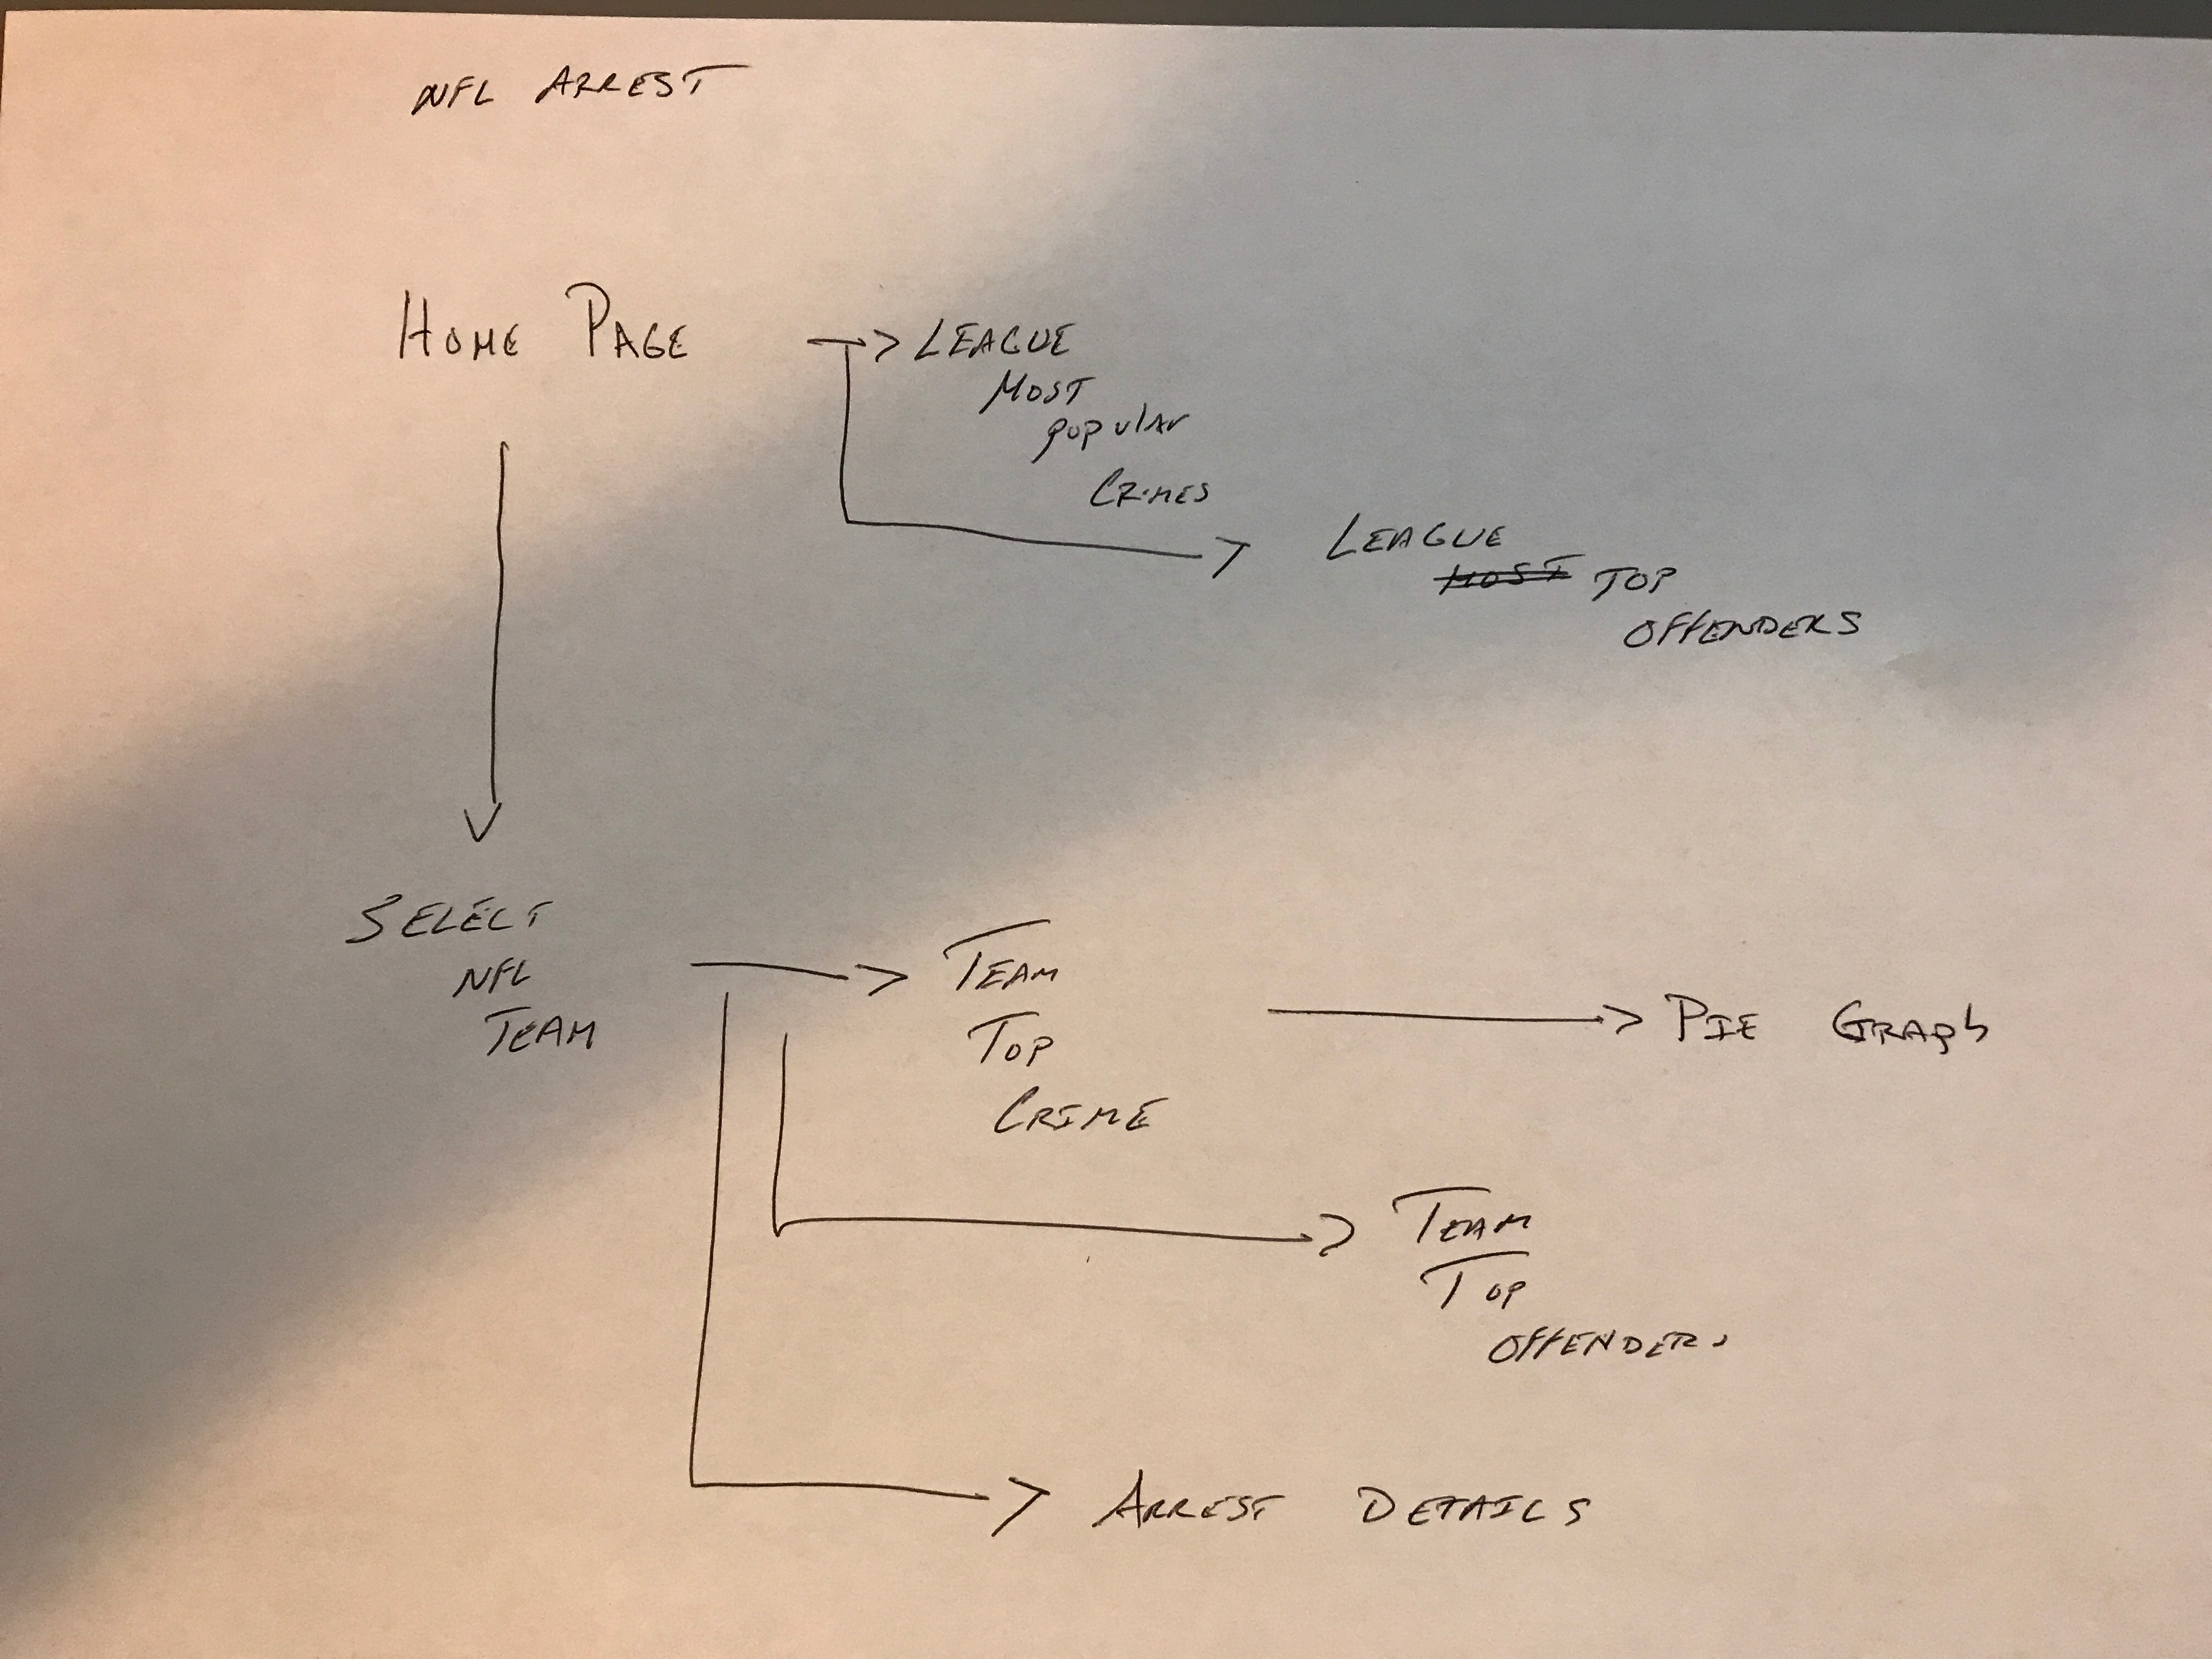 NFL ARREST
HOME PAGE
LEAGUE
MOST
popular
CRIMES
LEAGUE
MOST TOP
OFFENDERS
SELECT
NFL
TEAM
TEAM
TOP
CRIME
PIE GRAPh
TEAM
TOP
OFFENDERS
ARREST DETAILS